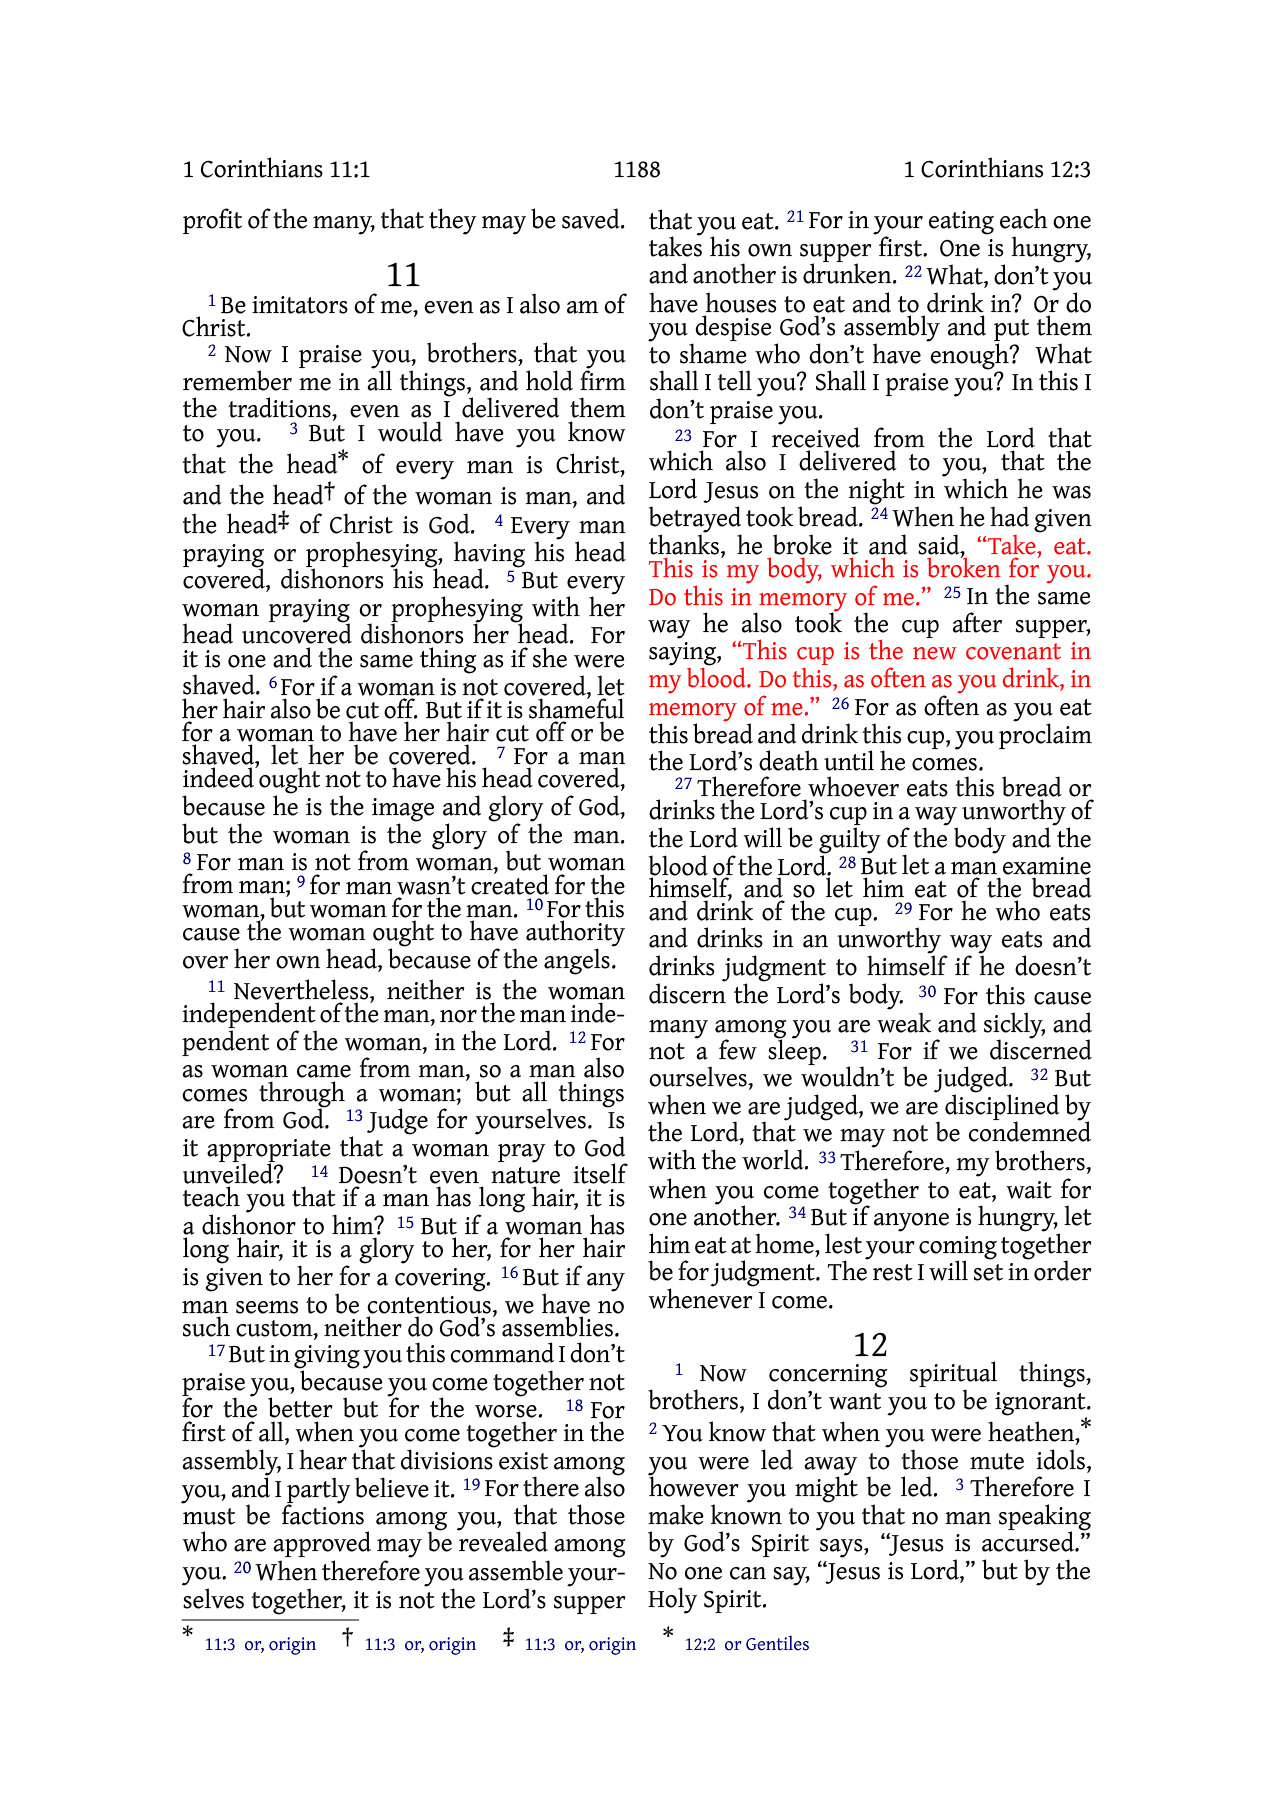 1 Corinthians 11:1 1188 1 Corinthians 12:3
profit of the many, that they may be saved.
11
1 Be imitators of me, even as I also am of
Christ.
2 Now I praise you, brothers, that you
remember me in all things, and hold firm
the traditions, even as I delivered them
to you. 3 But I would have you know
that the head* of every man is Christ,
and the head† of the woman is man, and
the head‡ of Christ is God. 4 Every man
praying or prophesying, having his head
covered, dishonors his head. 5 But every
woman praying or prophesying with her
head uncovered dishonors her head. For
it is one and the same thing as if she were
shaved. 6 For if a woman is not covered, let
her hair also be cut off. But if it is shameful
for a woman to have her hair cut off or be
shaved, let her be covered. 7 For a man
indeed ought not to have his head covered,
because he is the image and glory of God,
but the woman is the glory of the man.
8 For man is not from woman, but woman
from man; 9 for man wasn’t created for the
woman, but woman for the man. 10 For this
cause the woman ought to have authority
over her own head, because of the angels.
11 Nevertheless, neither is the woman
independent of the man, nor the man inde-
pendent of the woman, in the Lord. 12 For
as woman came from man, so a man also
comes through a woman; but all things
are from God. 13 Judge for yourselves. Is
it appropriate that a woman pray to God
unveiled? 14 Doesn’t even nature itself
teach you that if a man has long hair, it is
a dishonor to him? 15 But if a woman has
long hair, it is a glory to her, for her hair
is given to her for a covering. 16 But if any
man seems to be contentious, we have no
such custom, neither do God’s assemblies.
17 But in giving you this command I don’t
praise you, because you come together not
for the better but for the worse. 18 For
first of all, when you come together in the
assembly, I hear that divisions exist among
you, and I partly believe it. 19 For there also
must be factions among you, that those
who are approved may be revealed among
you. 20 When therefore you assemble your-
selves together, it is not the Lord’s supper
that you eat. 21 For in your eating each one
takes his own supper first. One is hungry,
and another is drunken. 22 What, don’t you
have houses to eat and to drink in? Or do
you despise God’s assembly and put them
to shame who don’t have enough? What
shall I tell you? Shall I praise you? In this I
don’t praise you.
23 For I received from the Lord that
which also I delivered to you, that the
Lord Jesus on the night in which he was
betrayed took bread. 24 When he had given
thanks, he broke it and said, “Take, eat.
This is my body, which is broken for you.
Do this in memory of me.” 25 In the same
way he also took the cup after supper,
saying, “This cup is the new covenant in
my blood. Do this, as often as you drink, in
memory of me.” 26 For as often as you eat
this bread and drink this cup, you proclaim
the Lord’s death until he comes.
27 Therefore whoever eats this bread or
drinks the Lord’s cup in a way unworthy of
the Lord will be guilty of the body and the
blood of the Lord. 28 But let a man examine
himself, and so let him eat of the bread
and drink of the cup. 29 For he who eats
and drinks in an unworthy way eats and
drinks judgment to himself if he doesn’t
discern the Lord’s body. 30 For this cause
many among you are weak and sickly, and
not a few sleep. 31 For if we discerned
ourselves, we wouldn’t be judged. 32 But
when we are judged, we are disciplined by
the Lord, that we may not be condemned
with the world. 33 Therefore, my brothers,
when you come together to eat, wait for
one another. 34 But if anyone is hungry, let
him eat at home, lest your coming together
be for judgment. The rest I will set in order
whenever I come.
12
1 Now concerning spiritual things,
brothers, I don’t want you to be ignorant.
2 You know that when you were heathen,*
you were led away to those mute idols,
however you might be led. 3 Therefore I
make known to you that no man speaking
by God’s Spirit says, “Jesus is accursed.”
No one can say, “Jesus is Lord,” but by the
Holy Spirit.
* 11:3 or, origin † 11:3 or, origin ‡ 11:3 or, origin * 12:2 or Gentiles